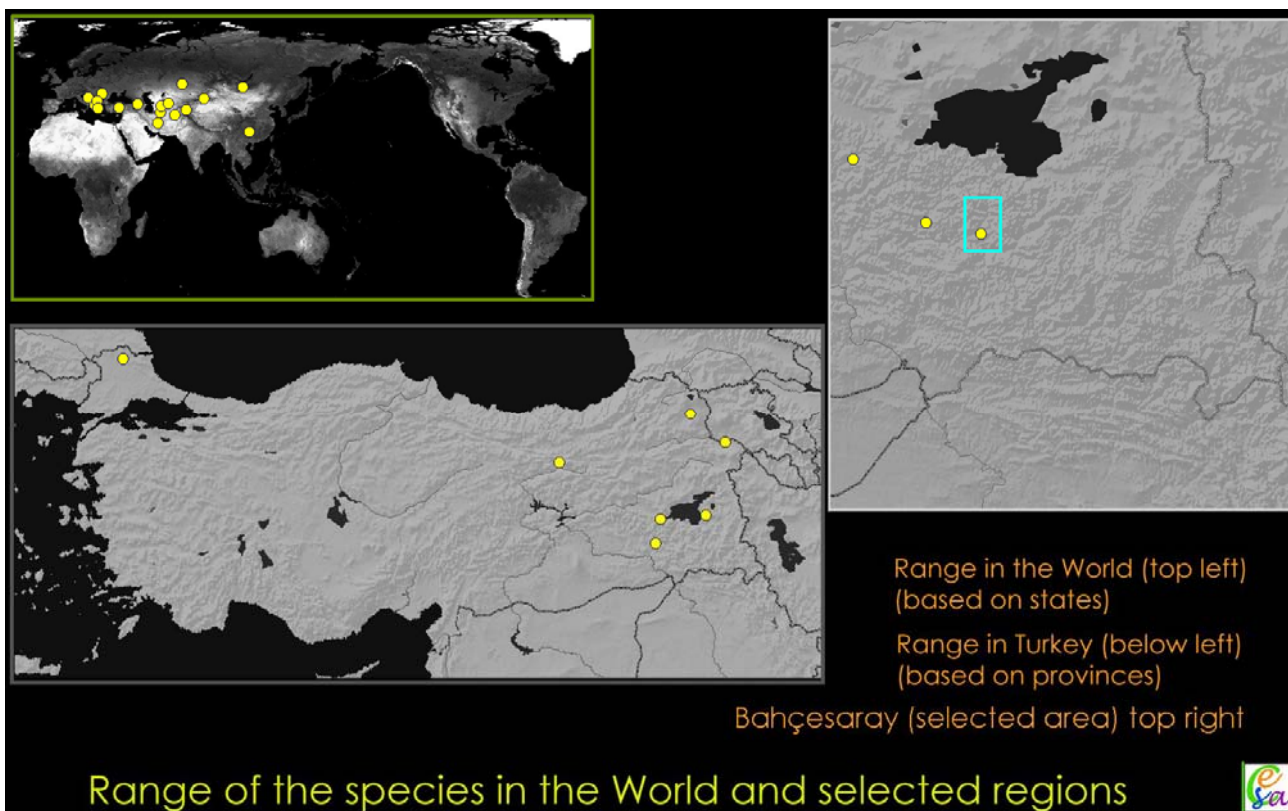 Range in the World (top left)
(based on states)
Range in Turkey (below left)
(based on provinces)
Bahçesaray (selected area) top right
Range of the species in the World and selected regions